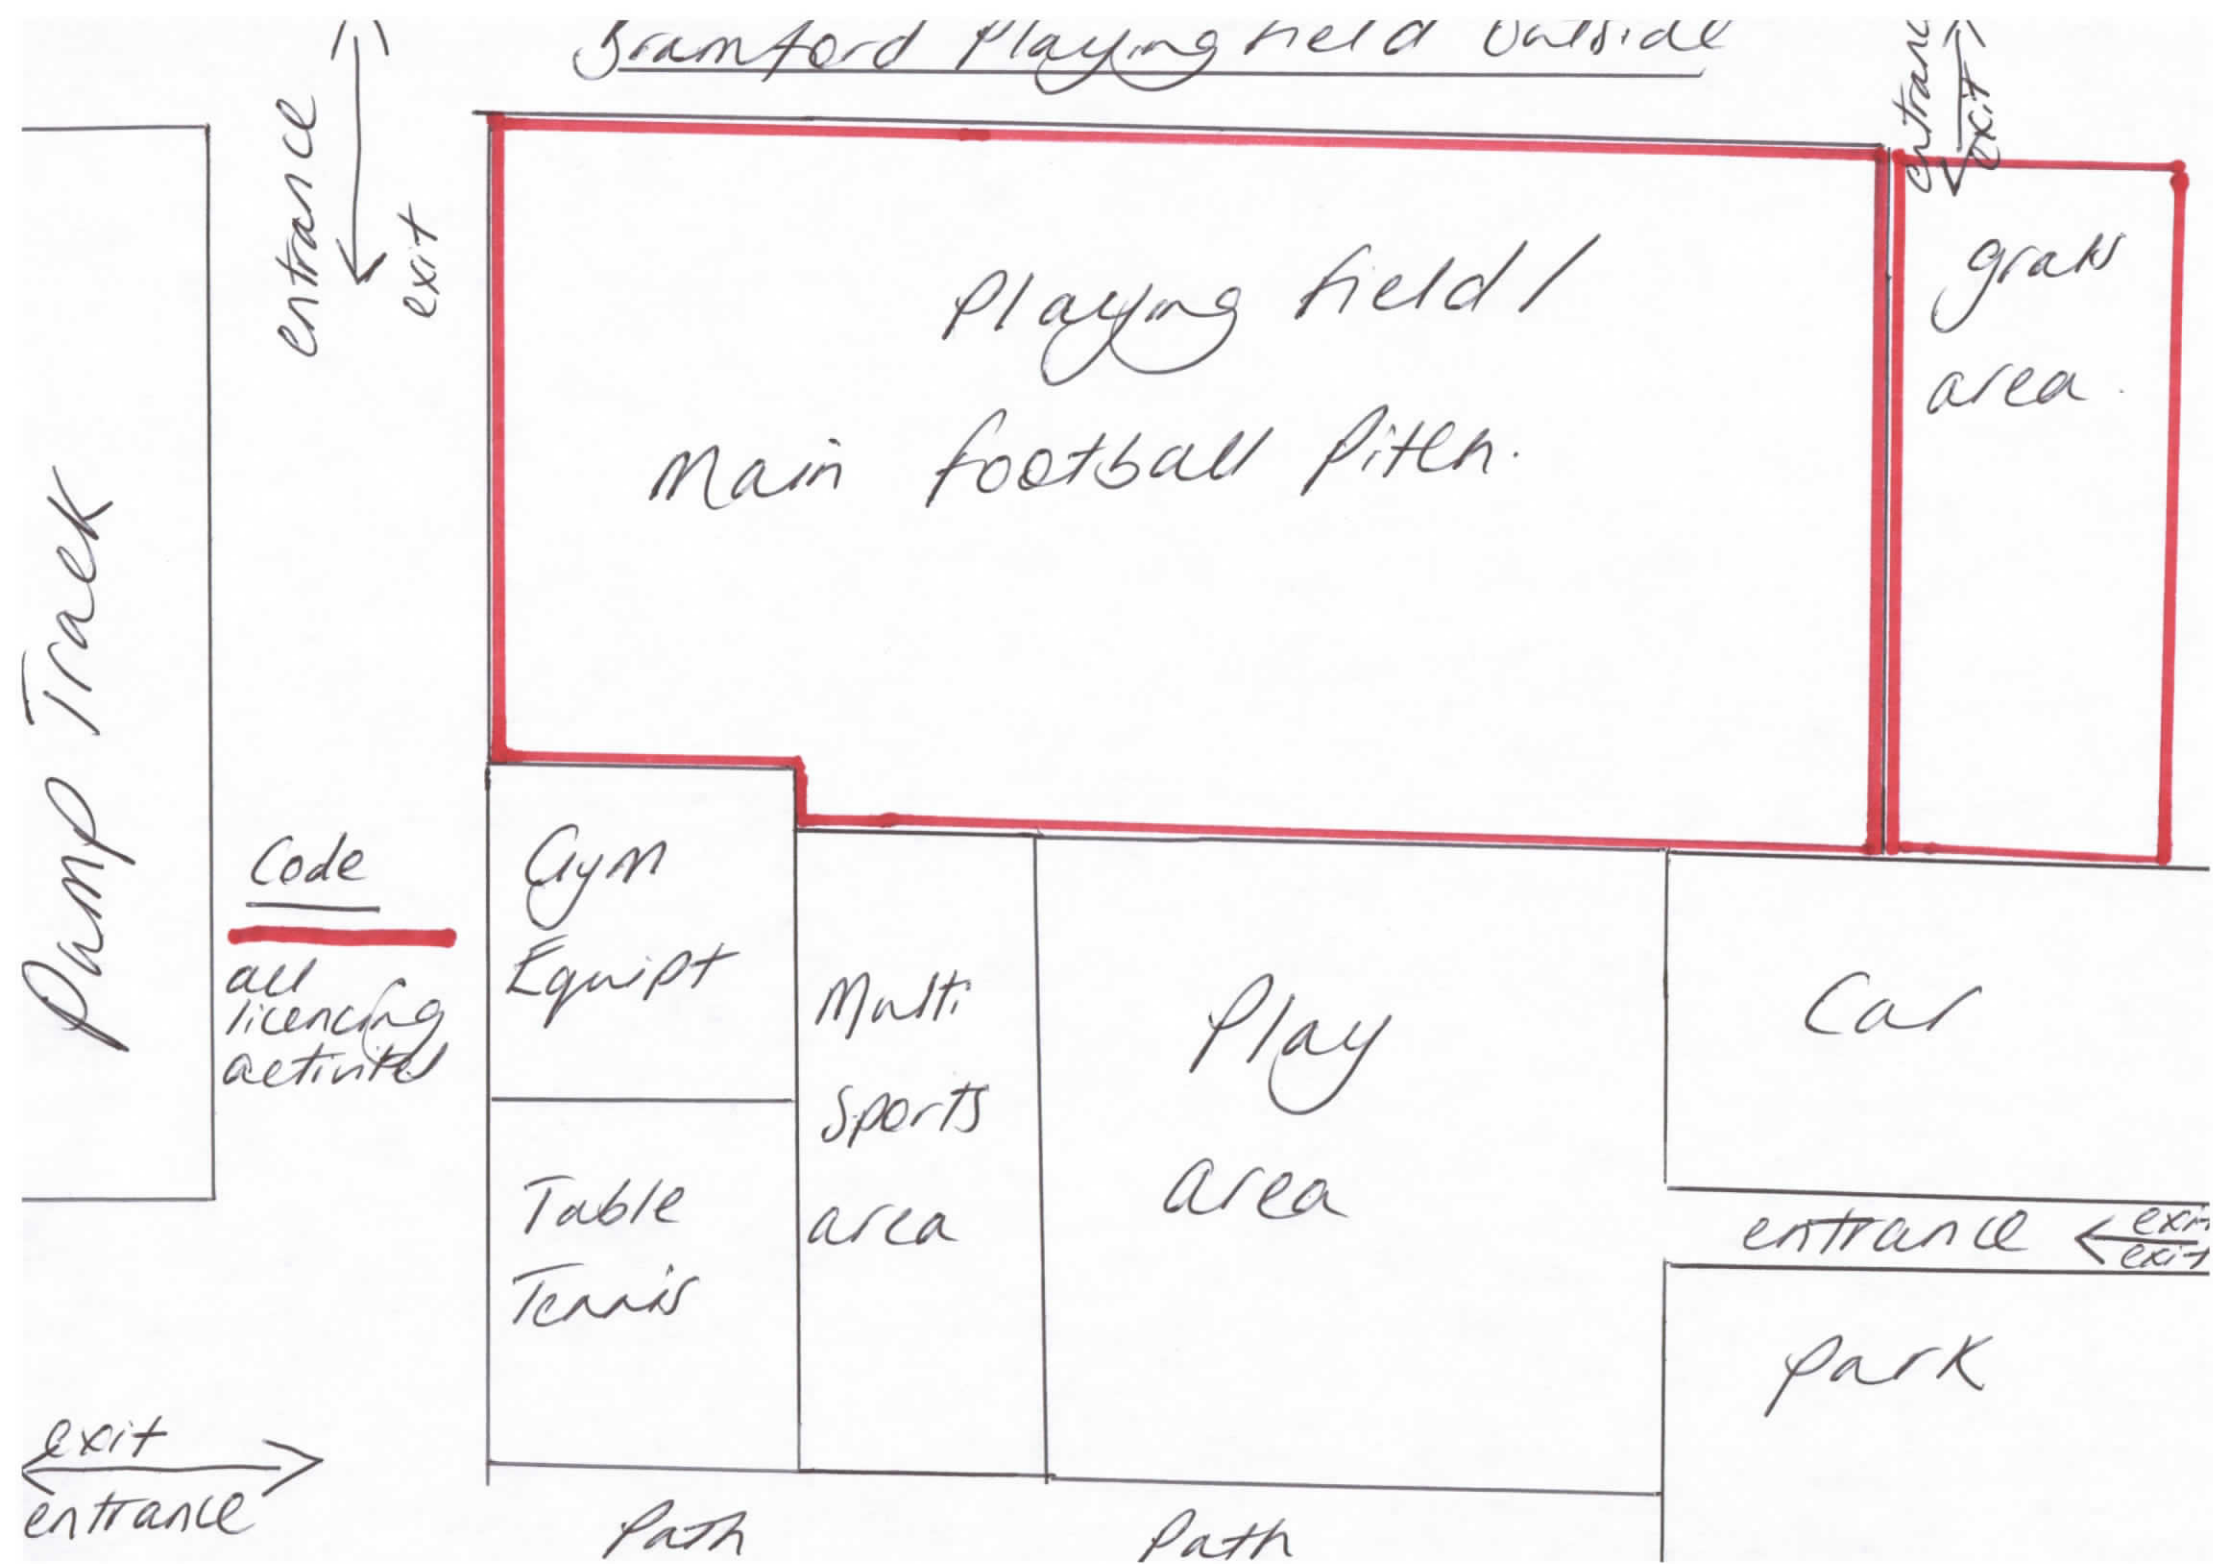 Bramford Playing field Outside
entrance
exit
entrance
exit
Playing field /
Main football Pitch.
grass
area.
Pump Track
Code
all
licencing
activites
Gym
Equipt
Table
Tennis
Multi
Sports
area
Play
area
Car
entrance
exit
exit
Park
exit
entrance
Path
Path